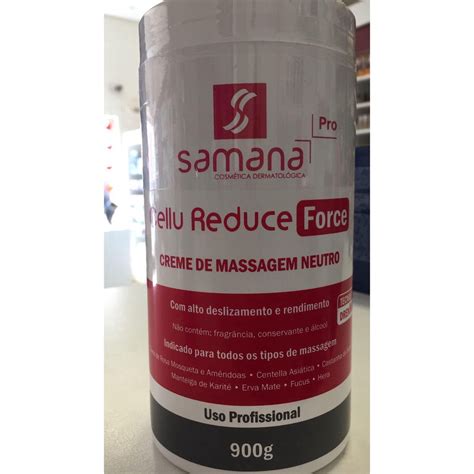 Pro
samana
COSMÉTICA DERMATOLÓGICA
Cellu Reduce Force
CREME DE MASSAGEM NEUTRO
Com alto deslizamento e rendimento
Não contém: fragrância, conservante e álcool
Indicado para todos os tipos de massagem
Rosa Mosqueta e Amêndoas • Centella Asiática •
Manteiga de Karité • Erva Mate • Fucus • Hera
Uso Profissional
900g